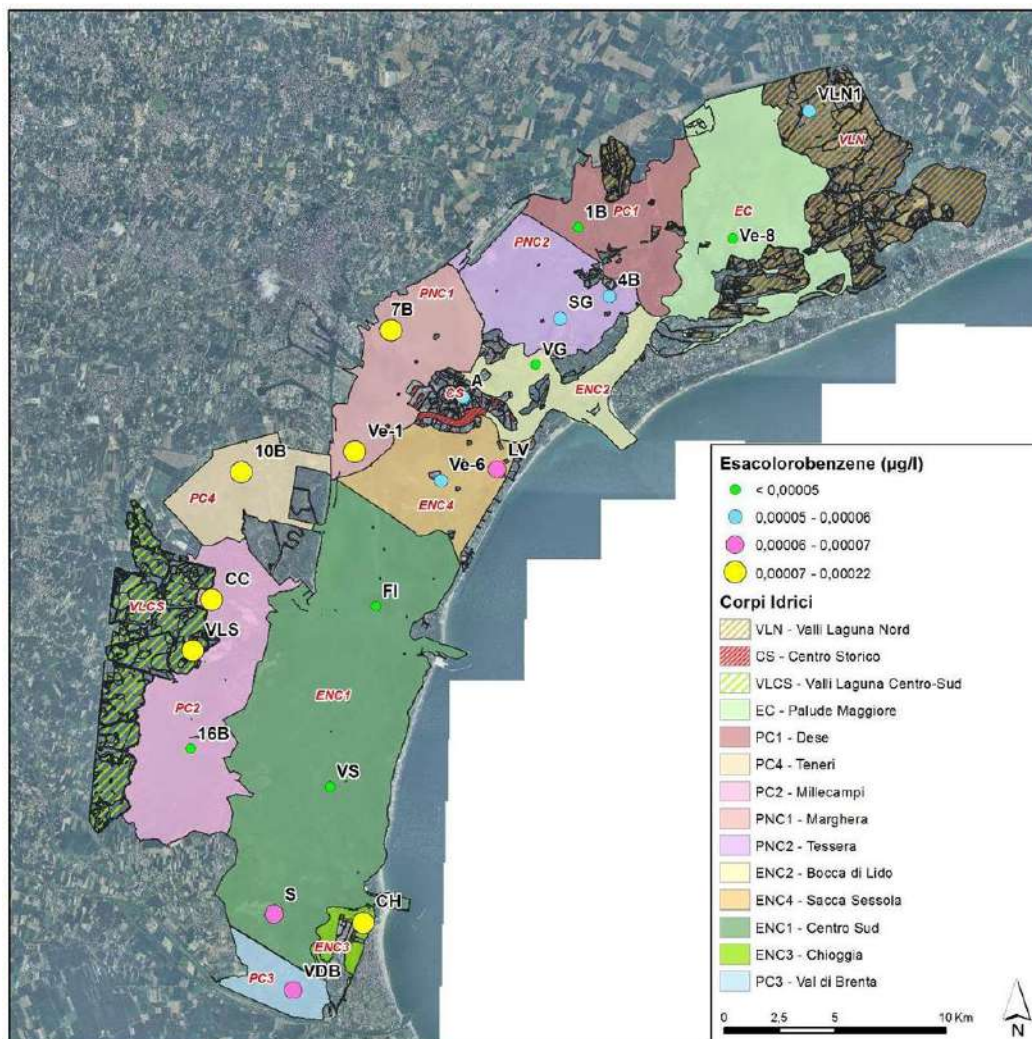 VLN1
VLN
1B
PC1
EC
PNC2
Ve-8
4B
PNC1
SG
7B
VG
A
CS
ENC2
Ve-1
LV
10B
Ve-6
PC4
ENC4
CC
FI
VLCS
VLS
ENC1
PC2
16B
VS
S
CH
ENC3
VDB
PC3
Esacolorobenzene (µg/l)
< 0,00005
0,00005 - 0,00006
0,00006 - 0,00007
0,00007 - 0,00022
Corpi Idrici
VLN - Valli Laguna Nord
CS - Centro Storico
VLCS - Valli Laguna Centro-Sud
EC - Palude Maggiore
PC1 - Dese
PC4 - Teneri
PC2 - Millecampi
PNC1 - Marghera
PNC2 - Tessera
ENC2 - Bocca di Lido
ENC4 - Sacca Sessola
ENC1 - Centro Sud
ENC3 - Chioggia
PC3 - Val di Brenta
0 2,5 5 10 Km
N